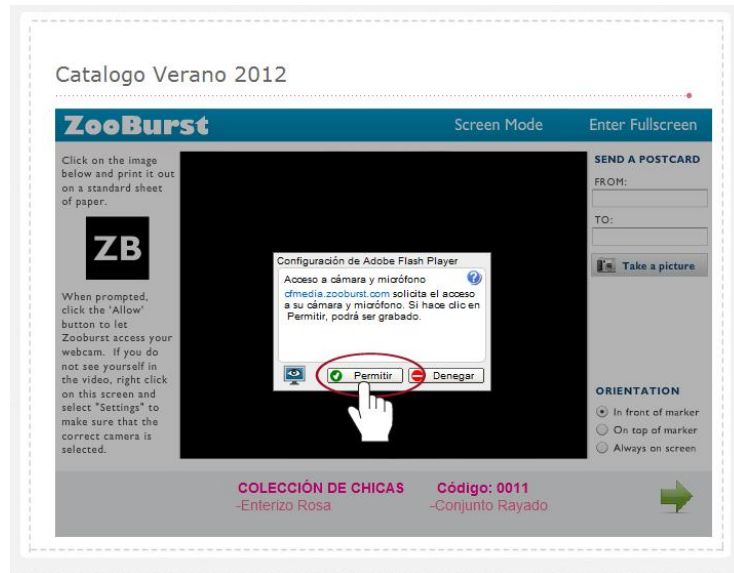 Catalogo Verano 2012
ZooBurst
Screen Mode
Enter Fullscreen
Click on the image
below and print it out
on a standard sheet
of paper.
ZB
When prompted,
click the 'Allow'
button to let
Zooburst access your
webcam. If you do
not see yourself in
the video, right click
on this screen and
select "Settings" to
make sure that the
correct camera is
selected.
Configuración de Adobe Flash Player
Acceso a cámara y micrófono
cfmedia.zooburst.com solicita el acceso
a su cámara y micrófono. Si hace clic en
Permitir, podrá ser grabado.
Permitir
Denegar
SEND A POSTCARD
FROM:
TO:
Take a picture
ORIENTATION
In front of marker
On top of marker
Always on screen
COLECCIÓN DE CHICAS
-Enterizo Rosa
Código: 0011
-Conjunto Rayado